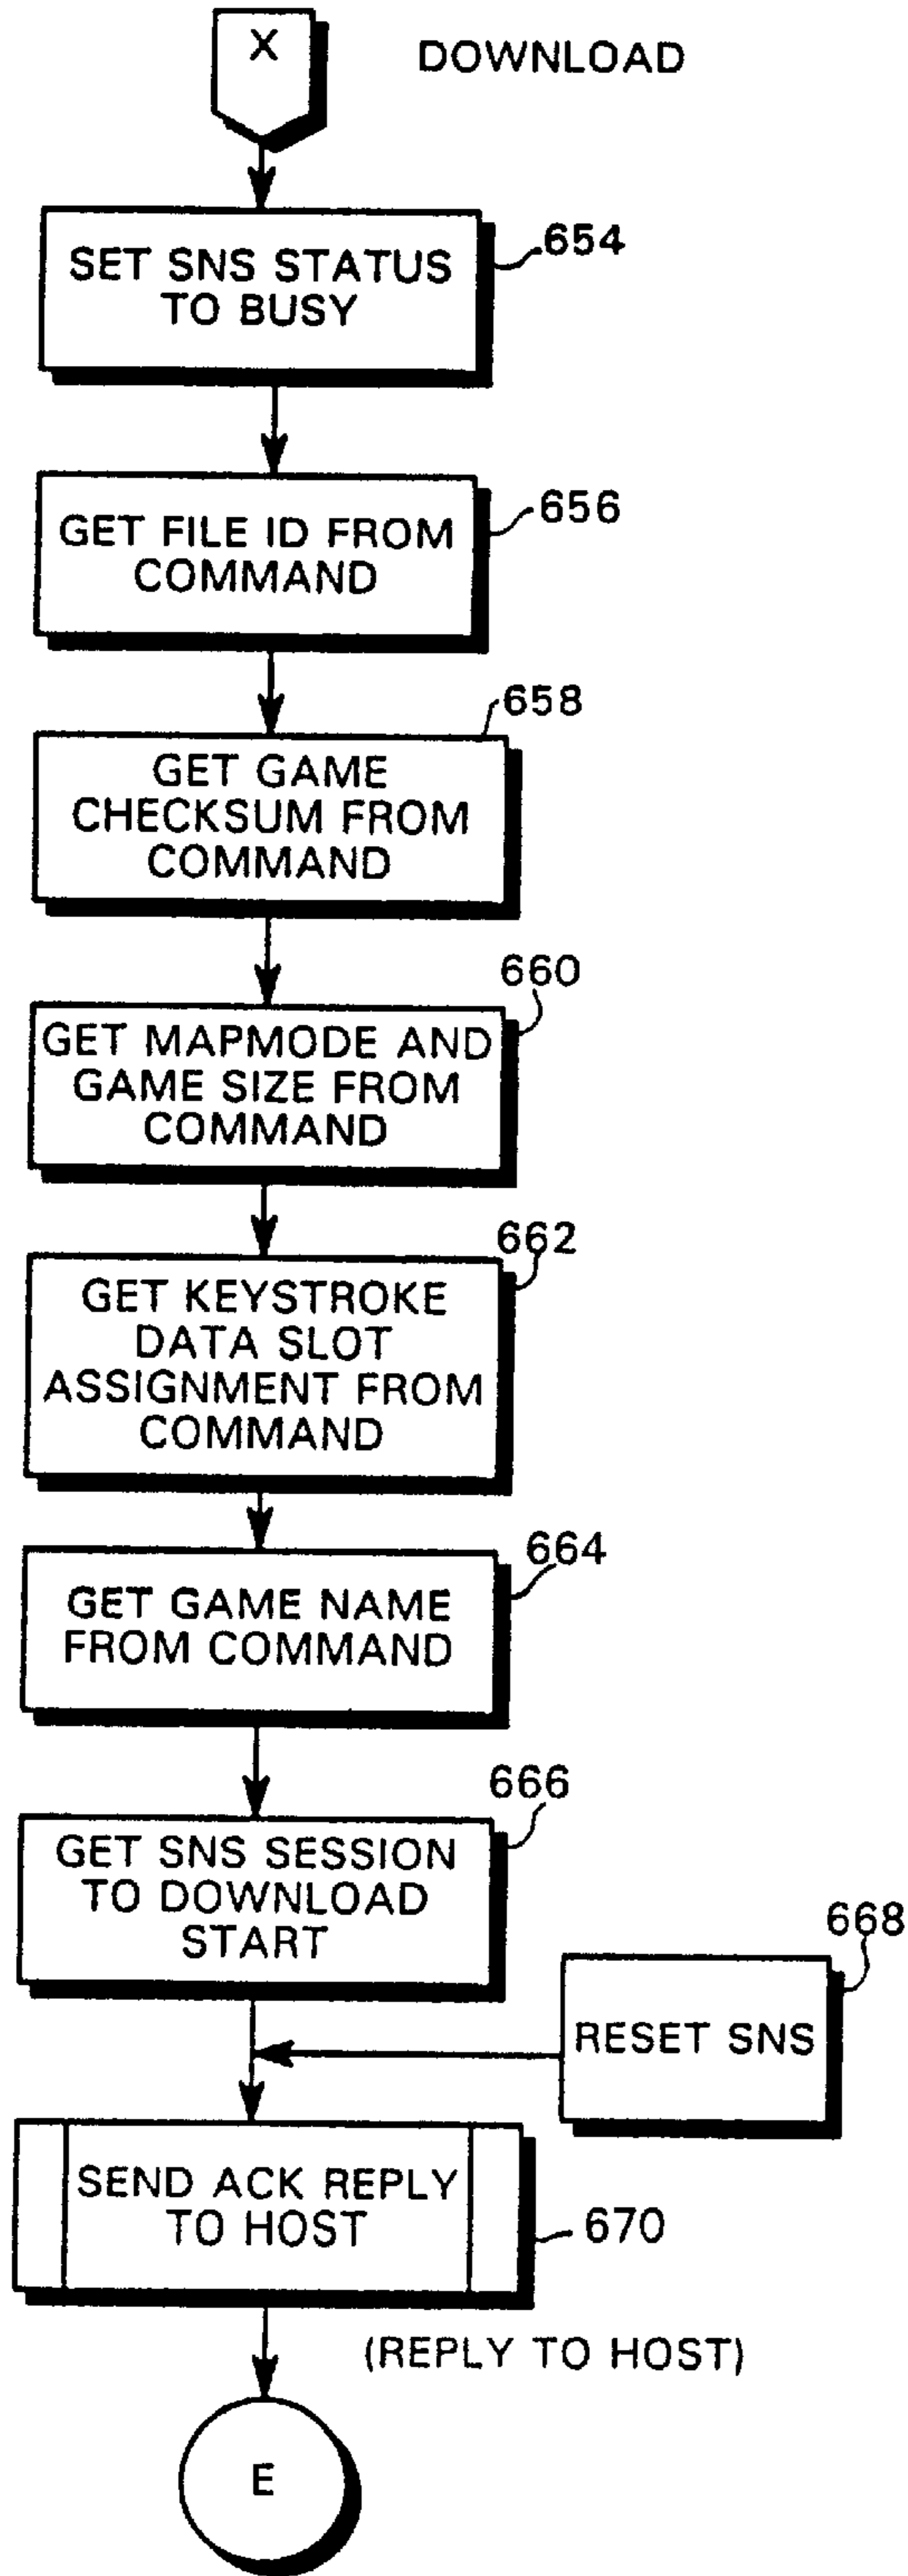 X
DOWNLOAD
SET SNS STATUS
TO BUSY
654
GET FILE ID FROM
COMMAND
656
658
GET GAME
CHECKSUM FROM
COMMAND
660
GET MAPMODE AND
GAME SIZE FROM
COMMAND
662
GET KEYSTROKE
DATA SLOT
ASSIGNMENT FROM
COMMAND
664
GET GAME NAME
FROM COMMAND
666
GET SNS SESSION
TO DOWNLOAD
START
668
RESET SNS
SEND ACK REPLY
TO HOST
670
(REPLY TO HOST)
E